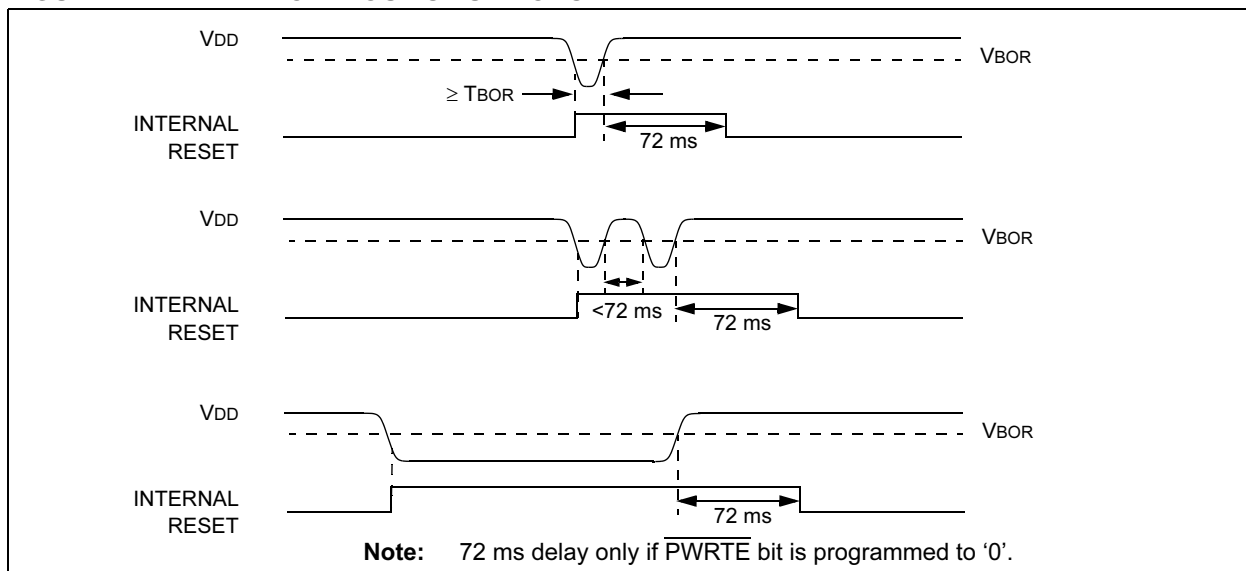 VDD
VBOR
≥ TBOR
INTERNAL
RESET
72 ms
VDD
VBOR
INTERNAL
RESET
<72 ms
72 ms
VDD
VBOR
INTERNAL
RESET
72 ms
Note: 72 ms delay only if PWRTE bit is programmed to ‘0’.